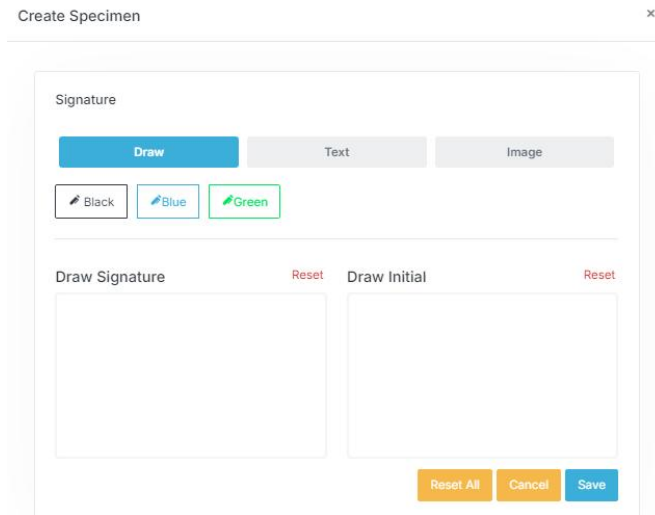 Create Specimen ×
Signature
Draw Text Image
Black Blue Green
Draw Signature Reset Draw Initial Reset
Reset All Cancel Save